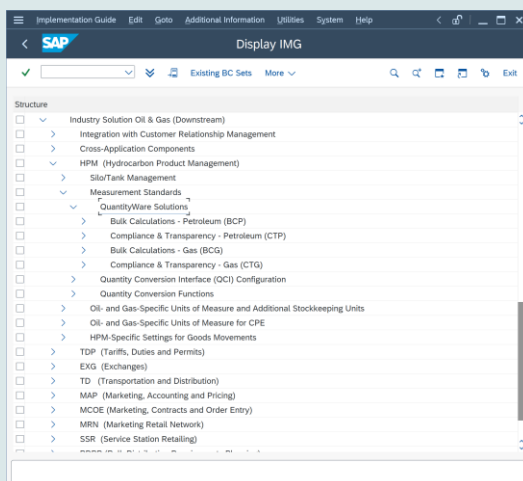 Implementation Guide Edit Goto Additional Information Utilities System Help
SAP Display IMG
Existing BC Sets More Exit
Structure
Industry Solution Oil & Gas (Downstream)
Integration with Customer Relationship Management
Cross-Application Components
HPM (Hydrocarbon Product Management)
Silo/Tank Management
Measurement Standards
QuantityWare Solutions
Bulk Calculations - Petroleum (BCP)
Compliance & Transparency - Petroleum (CTP)
Bulk Calculations - Gas (BCG)
Compliance & Transparency - Gas (CTG)
Quantity Conversion Interface (QCI) Configuration
Quantity Conversion Functions
Oil- and Gas-Specific Units of Measure and Additional Stockkeeping Units
Oil- and Gas-Specific Units of Measure for CPE
HPM-Specific Settings for Goods Movements
TDP (Tariffs, Duties and Permits)
EXG (Exchanges)
TD (Transportation and Distribution)
MAP (Marketing, Accounting and Pricing)
MCOE (Marketing, Contracts and Order Entry)
MRN (Marketing Retail Network)
SSR (Service Station Retailing)